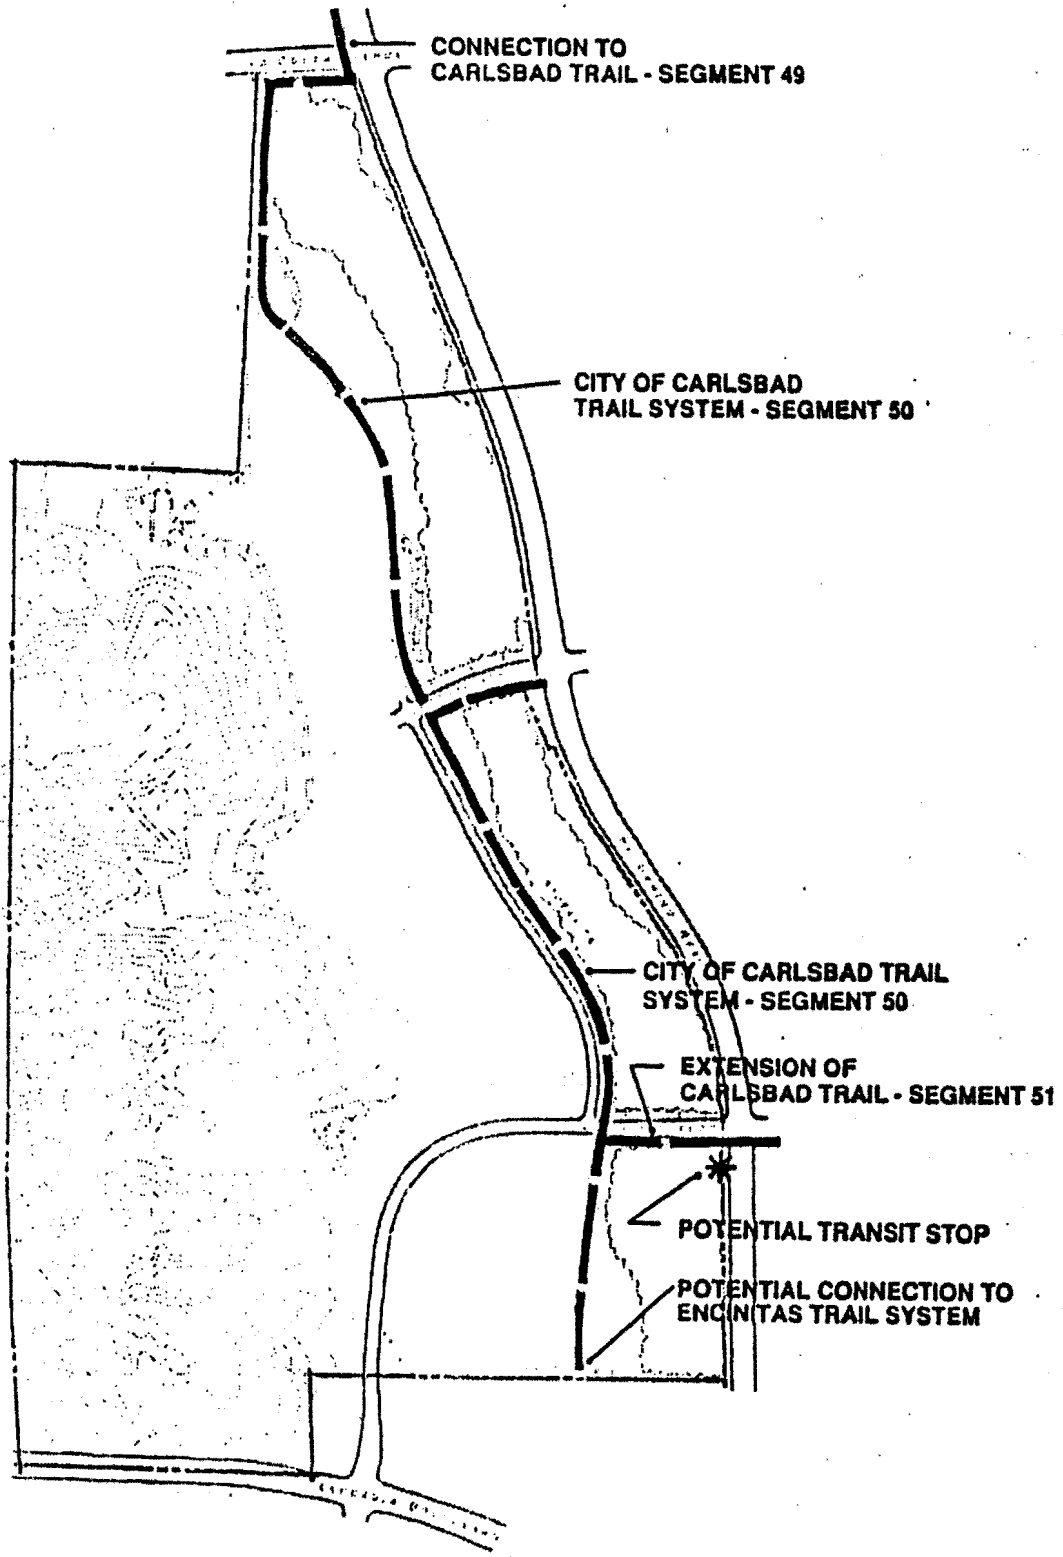 CONNECTION TO
CARLSBAD TRAIL - SEGMENT 49
CITY OF CARLSBAD
TRAIL SYSTEM - SEGMENT 50
CITY OF CARLSBAD TRAIL
SYSTEM - SEGMENT 50
EXTENSION OF
CARLSBAD TRAIL - SEGMENT 51
POTENTIAL TRANSIT STOP
POTENTIAL CONNECTION TO
ENCINITAS TRAIL SYSTEM